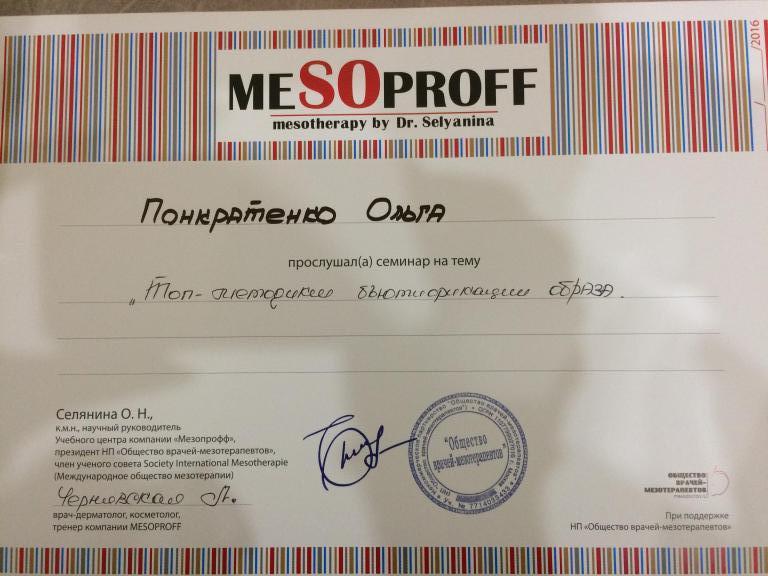 /2016
MESOPROFF
mesotherapy by Dr. Selyanina
Понкратенко Ольга
прослушал(а) семинар на тему
„Топ-методики бьютификации образа.
Селянина О. Н.,
к.м.н., научный руководитель
Учебного центра компании «Мезопрофф»,
президент НП «Общество врачей-мезотерапевтов»,
член ученого совета Society International Mesotherapie
(Международное общество мезотерапии)
Черновская Л.
врач-дерматолог, косметолог,
тренер компании MESOPROFF
"Общество
врачей-мезотерапевтов"
ОБЩЕСТВО
ВРАЧЕЙ-
МЕЗОТЕРАПЕВТОВ
При поддержке
НП «Общество врачей-мезотерапевтов»